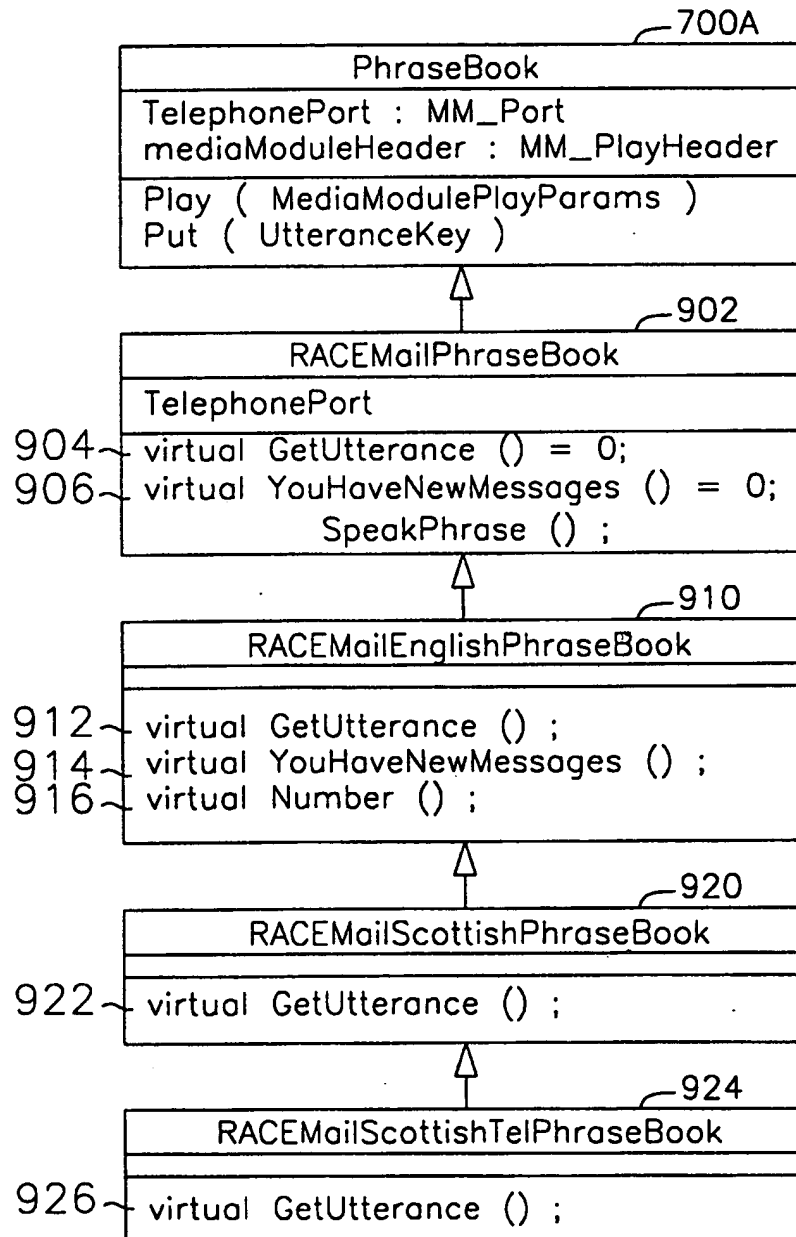 700A
PhraseBook
TelephonePort : MM_Port
mediaModuleHeader : MM_PlayHeader
Play ( MediaModulePlayParams )
Put ( UtteranceKey )
902
RACEMailPhraseBook
TelephonePort
904 virtual GetUtterance () = 0;
906 virtual YouHaveNewMessages () = 0;
SpeakPhrase () ;
910
RACEMailEnglishPhraseBook
912 virtual GetUtterance () ;
914 virtual YouHaveNewMessages () ;
916 virtual Number () ;
920
RACEMailScottishPhraseBook
922 virtual GetUtterance () ;
924
RACEMailScottishTelPhraseBook
926 virtual GetUtterance () ;